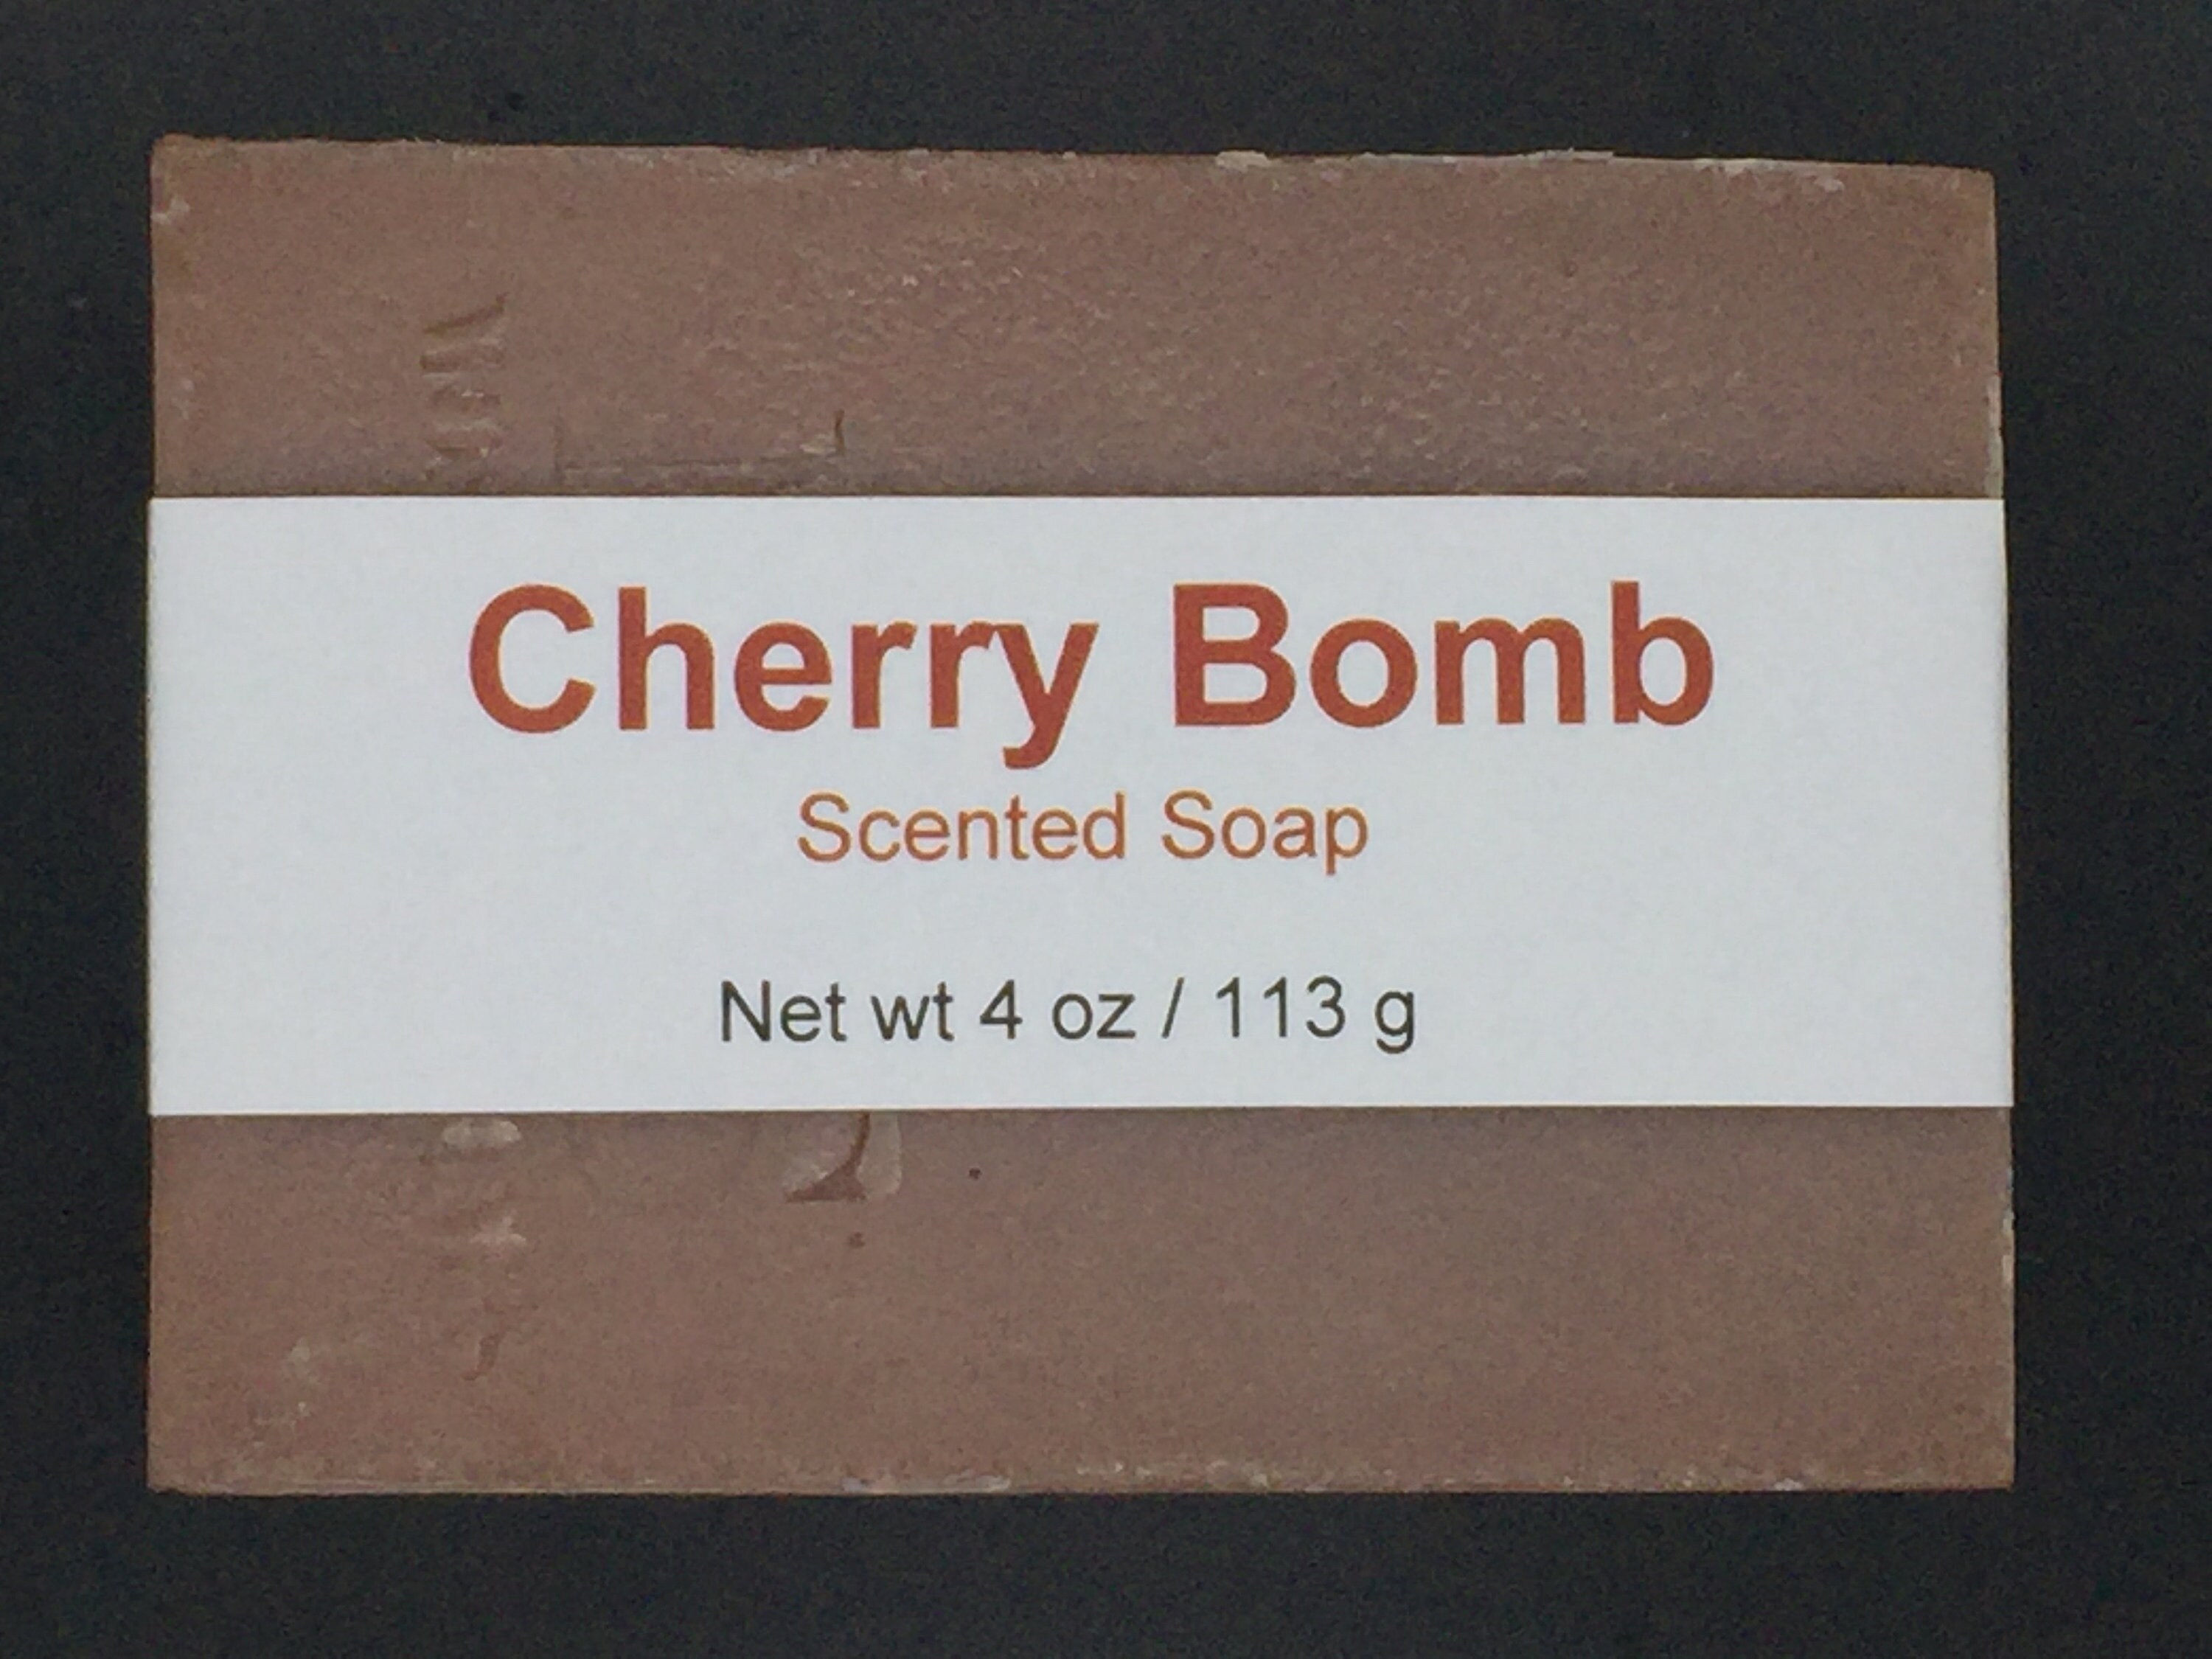 Cherry Bomb
Scented Soap
Net wt 4 oz / 113 g